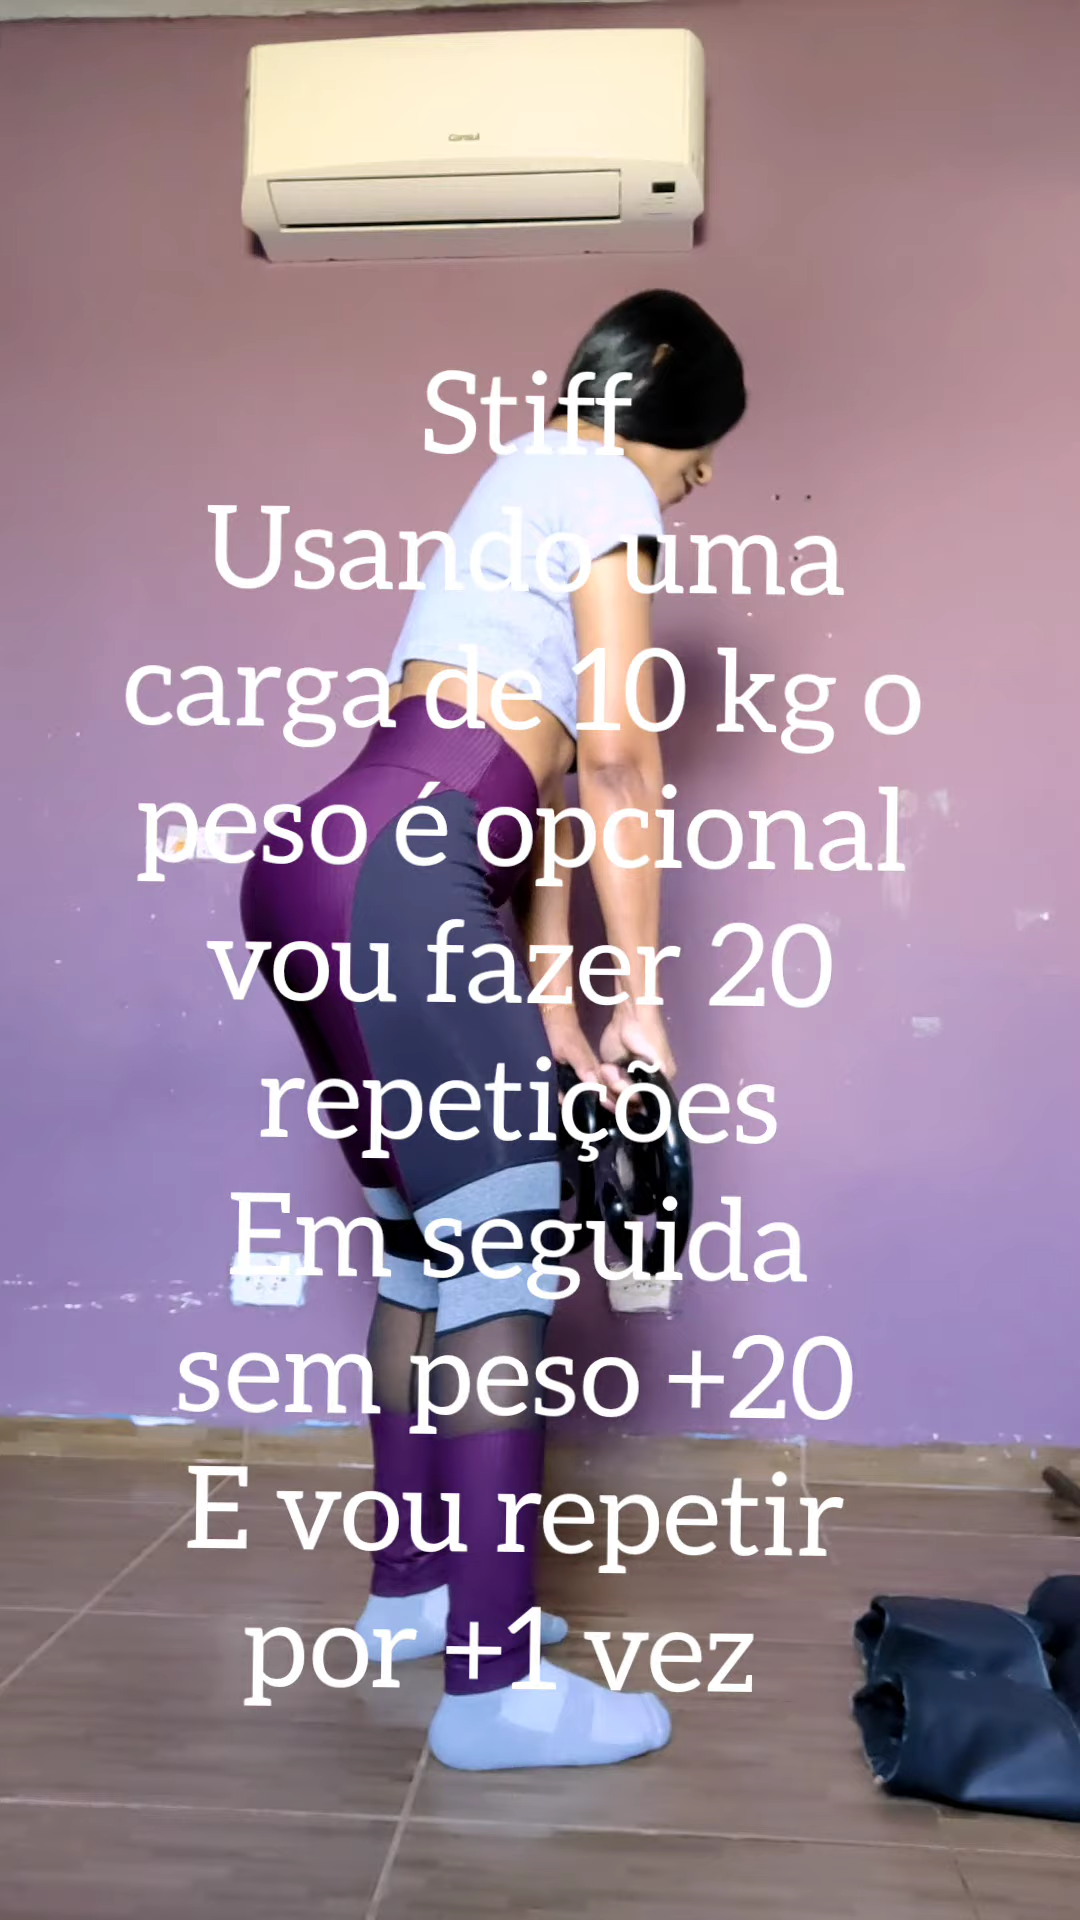 Consul
Stiff
Usando uma
carga de 10 kg o
peso é opcional
vou fazer 20
repetições
Em seguida
sem peso +20
E vou repetir
por +1 vez